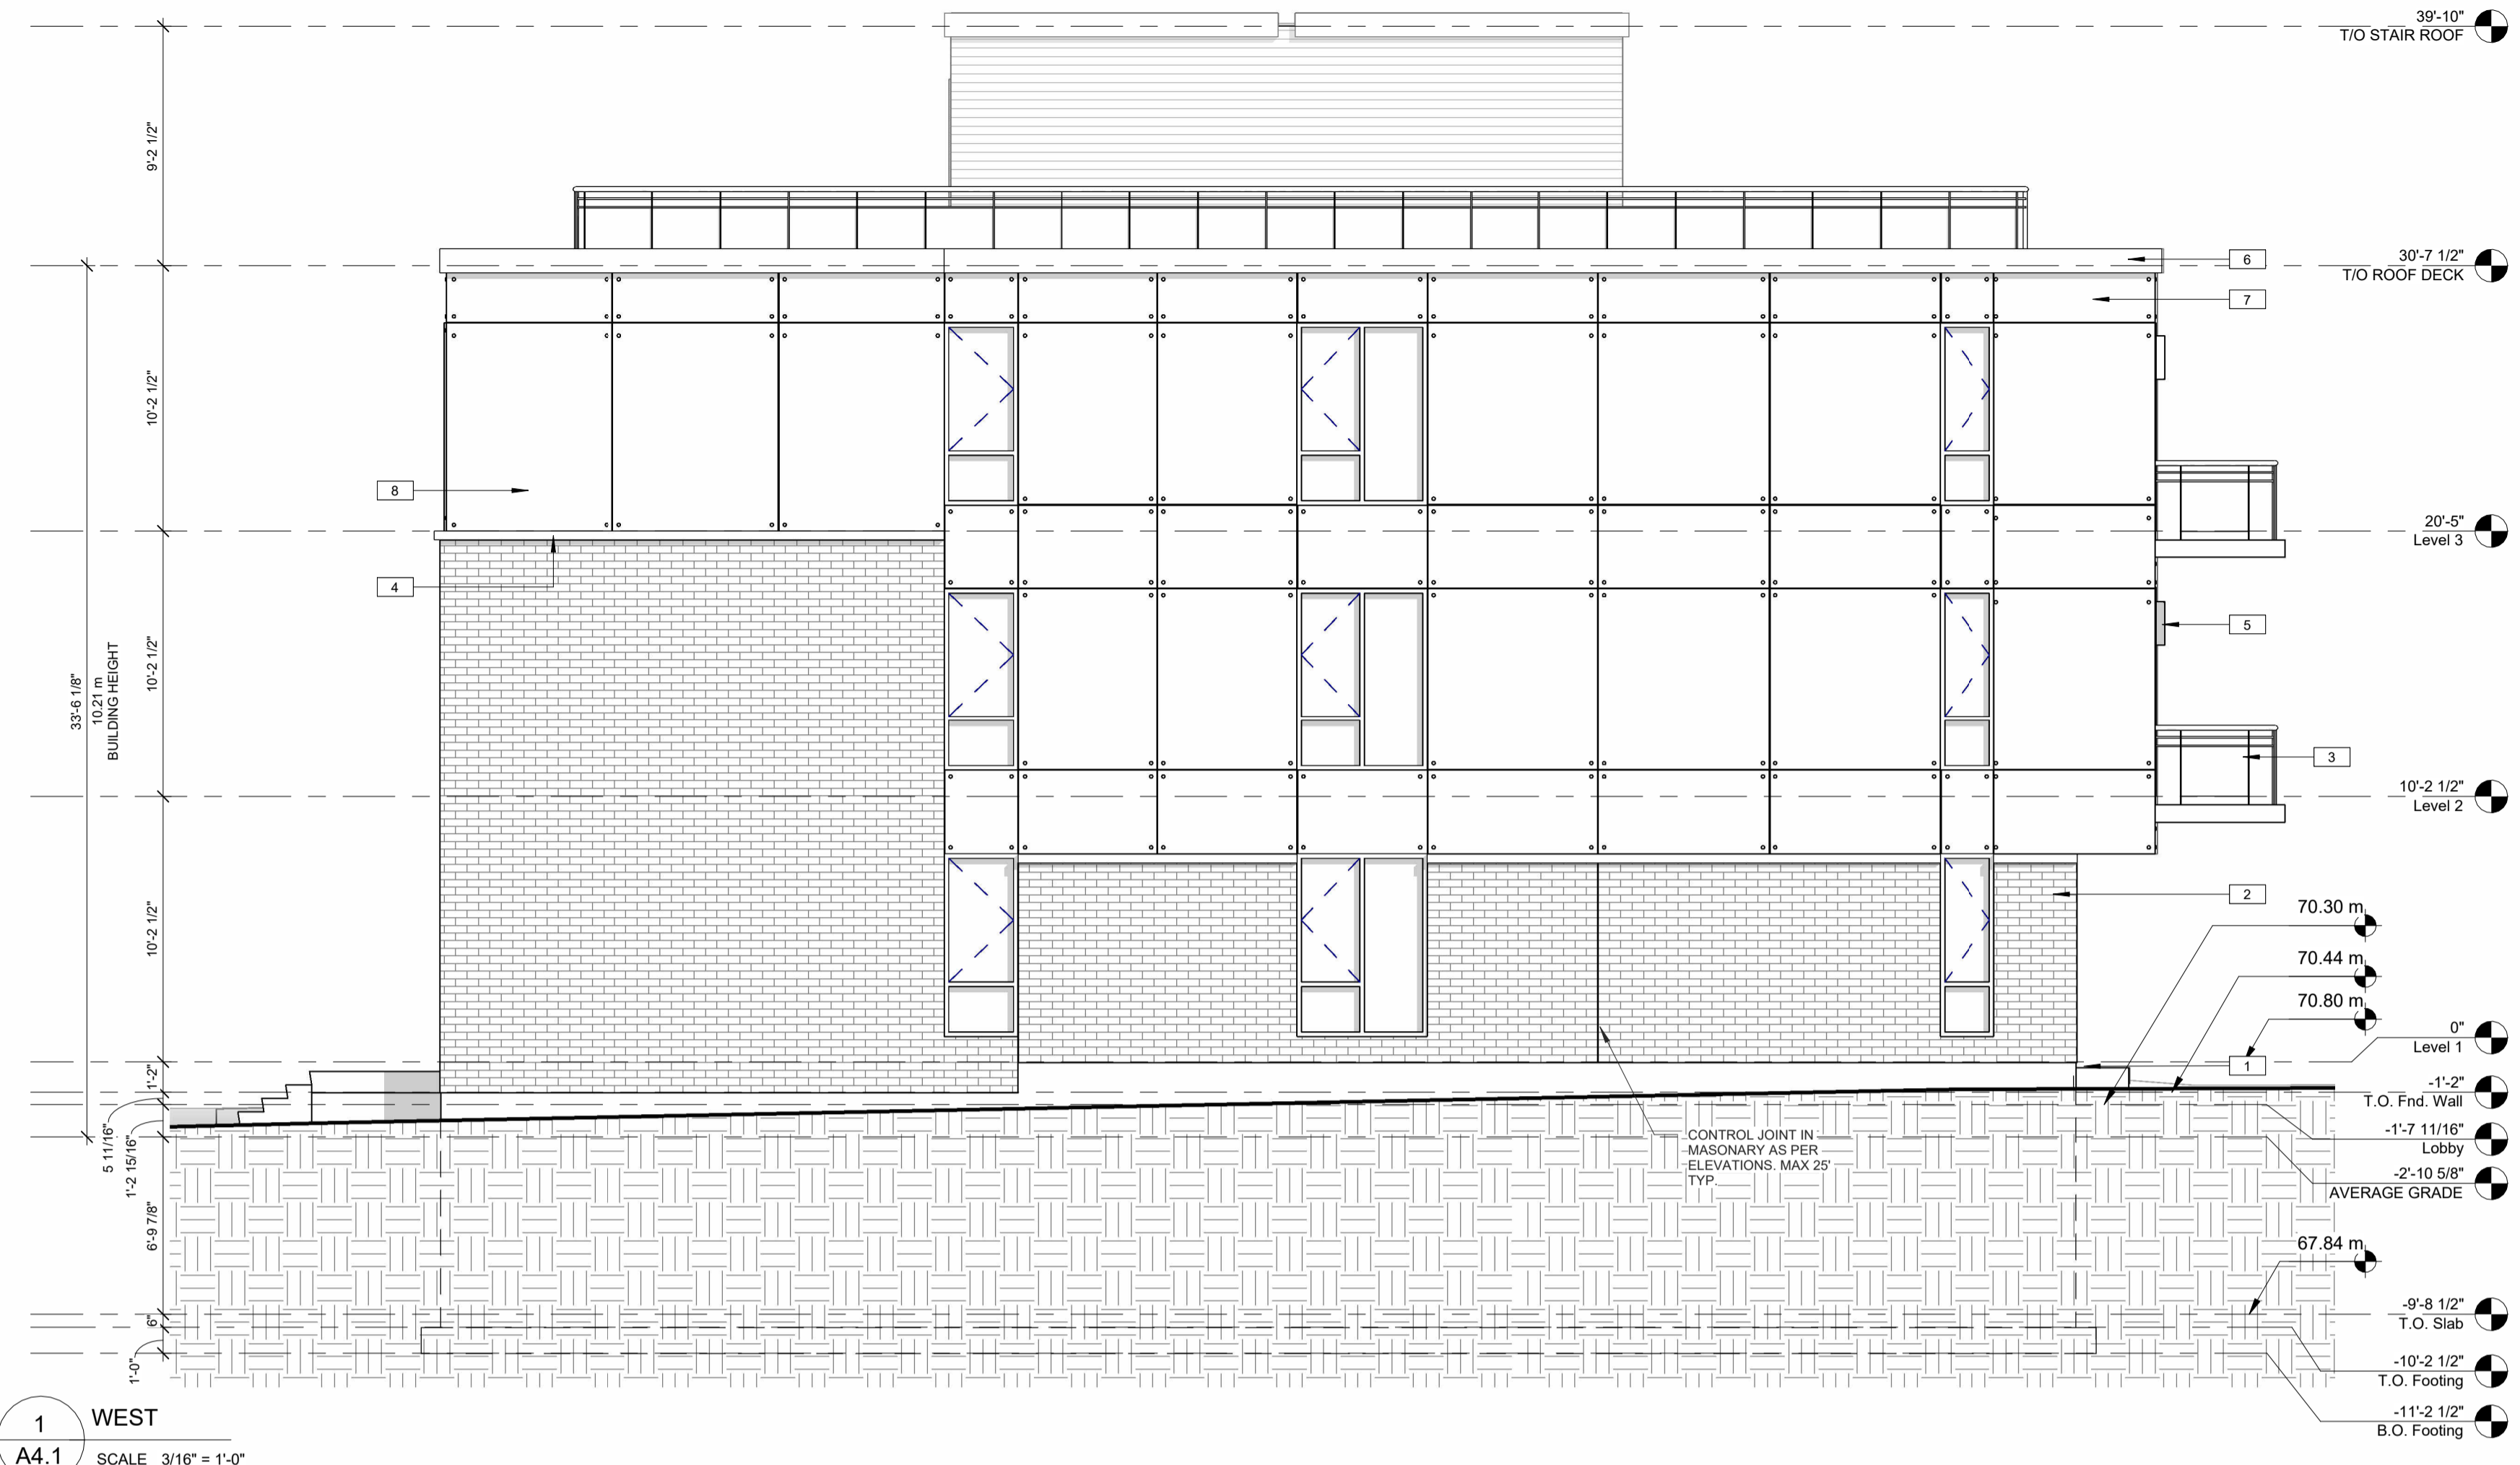 39'-10"
T/O STAIR ROOF
9'-2 1/2"
30'-7 1/2"
T/O ROOF DECK
6
7
10'-2 1/2"
8
20'-5"
Level 3
4
5
10'-2 1/2"
33'-6 1/8"
10.21 m
BUILDING HEIGHT
3
10'-2 1/2"
Level 2
2
10'-2 1/2"
70.30 m
70.44 m
70.80 m
0"
Level 1
1
1'-2"
-1'-2"
T.O. Fnd. Wall
5 11/16"
1'-2 15/16"
CONTROL JOINT IN
MASONARY AS PER
ELEVATIONS. MAX 25'
TYP.
-1'-7 11/16"
Lobby
-2'-10 5/8"
AVERAGE GRADE
6'-9 7/8"
67.84 m
-9'-8 1/2"
T.O. Slab
6"
1'-0"
-10'-2 1/2"
T.O. Footing
-11'-2 1/2"
B.O. Footing
1
WEST
A4.1
SCALE 3/16" = 1'-0"